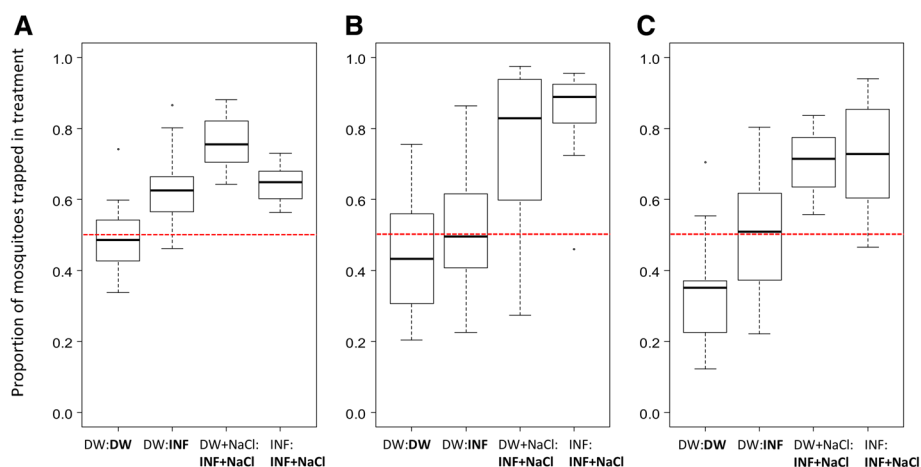 A
B
C
Proportion of mosquitoes trapped in treatment
1.0
0.8
0.6
0.4
0.2
0.0
DW:DW
DW:INF
DW+NaCl:
INF+NaCl
INF:
INF+NaCl
1.0
0.8
0.6
0.4
0.2
0.0
DW:DW
DW:INF
DW+NaCl:
INF+NaCl
INF:
INF+NaCl
1.0
0.8
0.6
0.4
0.2
0.0
DW:DW
DW:INF
DW+NaCl:
INF+NaCl
INF:
INF+NaCl